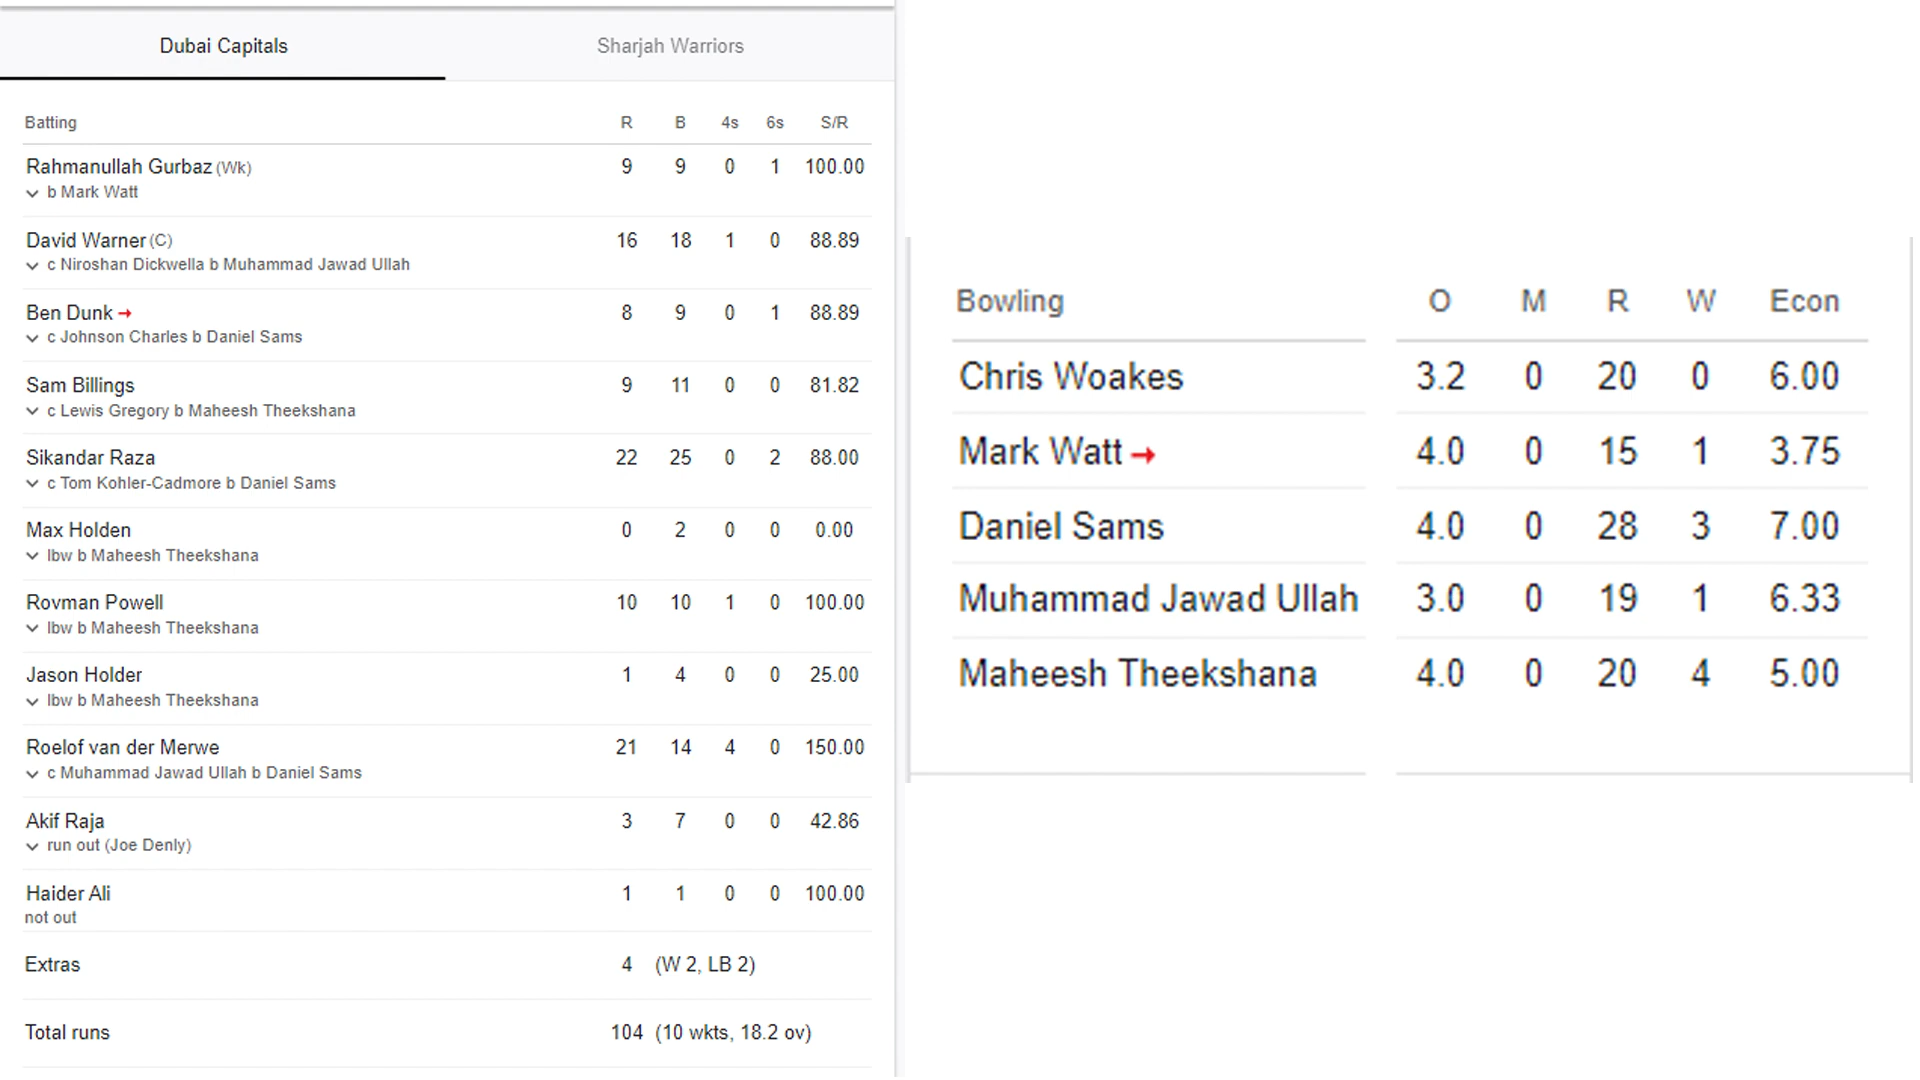 Dubai Capitals Sharjah Warriors
Batting R B 4s 6s S/R
Rahmanullah Gurbaz (Wk) 9 9 0 1 100.00
b Mark Watt
David Warner (C) 16 18 1 0 88.89
c Niroshan Dickwella b Muhammad Jawad Ullah
Ben Dunk → 8 9 0 1 88.89
c Johnson Charles b Daniel Sams
Sam Billings 9 11 0 0 81.82
c Lewis Gregory b Maheesh Theekshana
Sikandar Raza 22 25 0 2 88.00
c Tom Kohler-Cadmore b Daniel Sams
Max Holden 0 2 0 0 0.00
lbw b Maheesh Theekshana
Rovman Powell 10 10 1 0 100.00
lbw b Maheesh Theekshana
Jason Holder 1 4 0 0 25.00
lbw b Maheesh Theekshana
Roelof van der Merwe 21 14 4 0 150.00
c Muhammad Jawad Ullah b Daniel Sams
Akif Raja 3 7 0 0 42.86
run out (Joe Denly)
Haider Ali 1 1 0 0 100.00
not out
Extras 4 (W 2, LB 2)
Total runs 104 (10 wkts, 18.2 ov)
Bowling O M R W Econ
Chris Woakes 3.2 0 20 0 6.00
Mark Watt → 4.0 0 15 1 3.75
Daniel Sams 4.0 0 28 3 7.00
Muhammad Jawad Ullah 3.0 0 19 1 6.33
Maheesh Theekshana 4.0 0 20 4 5.00